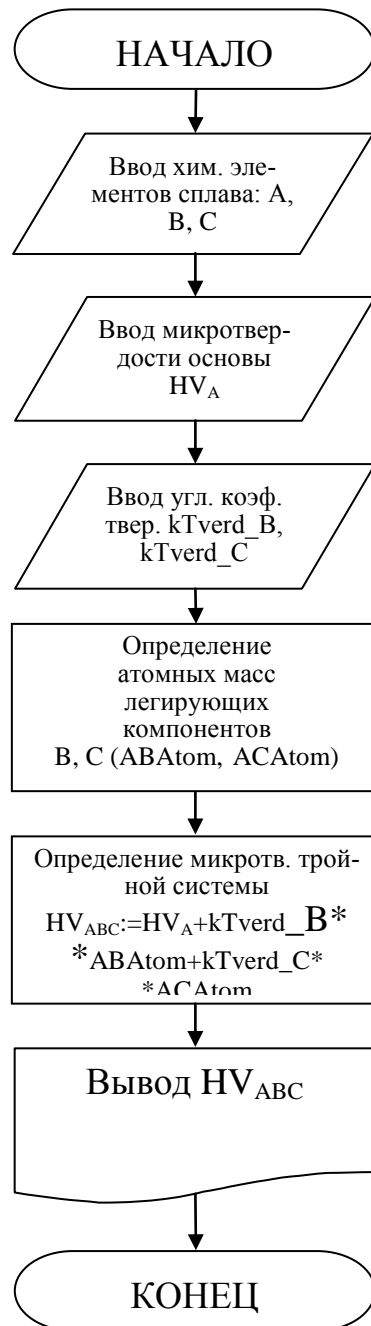 НАЧАЛО
Ввод хим. эле-
ментов сплава: A,
B, C
Ввод микротвер-
дости основы
HVA
Ввод угл. коэф.
твер. kTverd_B,
kTverd_C
Определение
атомных масс
легирующих
компонентов
B, C (ABAtom, ACAtom)
Определение микротв. трой-
ной системы
HVABC:=HVA+kTverd_B*
*ABAtom+kTverd_C*
*ACAtom
Вывод HVABC
КОНЕЦ